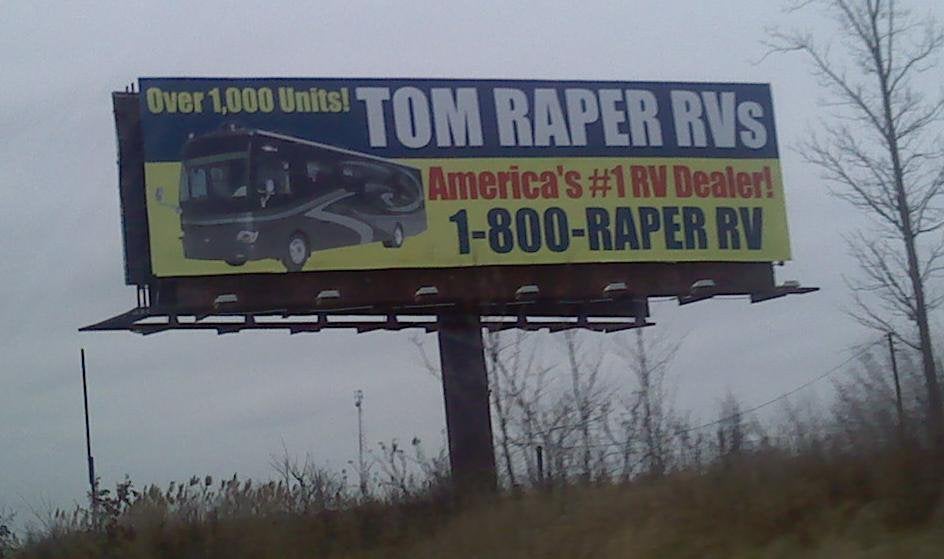 Over 1,000 Units!
TOM RAPER RVs
America's #1 RV Dealer!
1-800-RAPER RV